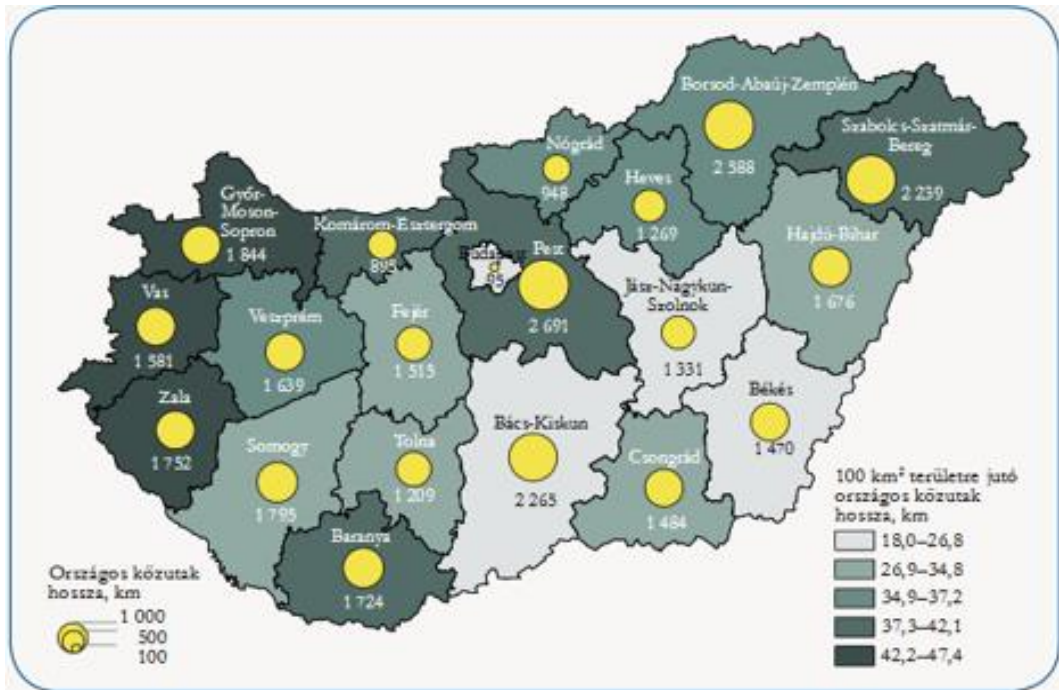 Borsod-Abaúj-Zemplén
2 588
Szabolcs-Szatmár-
Bereg
2 239
Nógrád
948
Heves
1 269
Győr-
Moson-
Sopron
1 844
Komárom-Esztergom
895
Budapest
95
Pest
2 691
Hajdú-Bihar
1 676
Jász-Nagykun-
Szolnok
1 331
Vas
1 581
Veszprém
1 639
Fejér
1 515
Zala
1 752
Somogy
1 795
Tolna
1 209
Bács-Kiskun
2 265
Csongrád
1 484
Békés
1 470
Baranya
1 724
Országos közutak
hossza, km
1 000
500
100
100 km² területre jutó
országos közutak
hossza, km
18,0–26,8
26,9–34,8
34,9–37,2
37,3–42,1
42,2–47,4